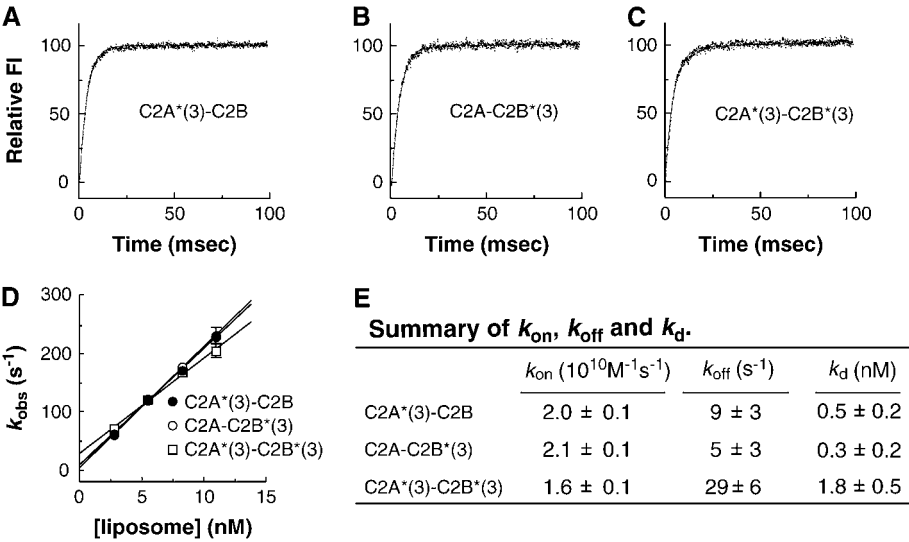 A
Relative FI
100
50
0
C2A*(3)-C2B
0 50 100
Time (msec)
B
100
50
0
C2A-C2B*(3)
0 50 100
Time (msec)
C
100
50
0
C2A*(3)-C2B*(3)
0 50 100
Time (msec)
D
kobs (s-1)
300
200
100
0
C2A*(3)-C2B
C2A-C2B*(3)
C2A*(3)-C2B*(3)
0 5 10 15
[liposome] (nM)
E
Summary of kon, koff and kd.
kon (10^10M-1s-1) koff (s-1) kd (nM)
C2A*(3)-C2B 2.0 ± 0.1 9 ± 3 0.5 ± 0.2
C2A-C2B*(3) 2.1 ± 0.1 5 ± 3 0.3 ± 0.2
C2A*(3)-C2B*(3) 1.6 ± 0.1 29 ± 6 1.8 ± 0.5